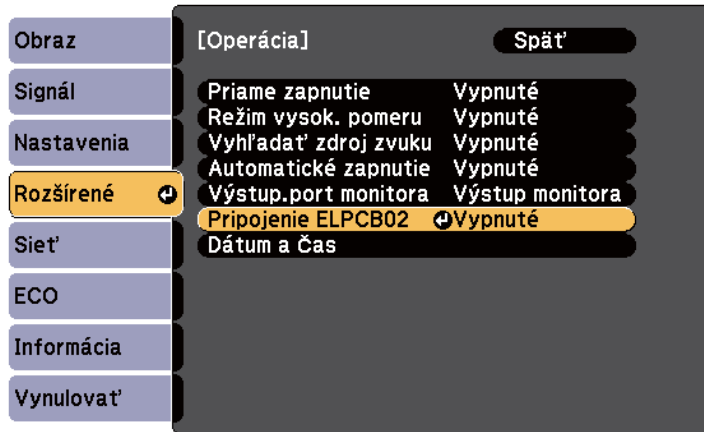 Obraz
Signál
Nastavenia
Rozšírené
Sieť
ECO
Informácia
Vynulovať
[Operácia] Späť
Priame zapnutie Vypnuté
Režim vysok. pomeru Vypnuté
Vyhľadať zdroj zvuku Vypnuté
Automatické zapnutie Vypnuté
Výstup.port monitora Výstup monitora
Pripojenie ELPCB02 Vypnuté
Dátum a Čas